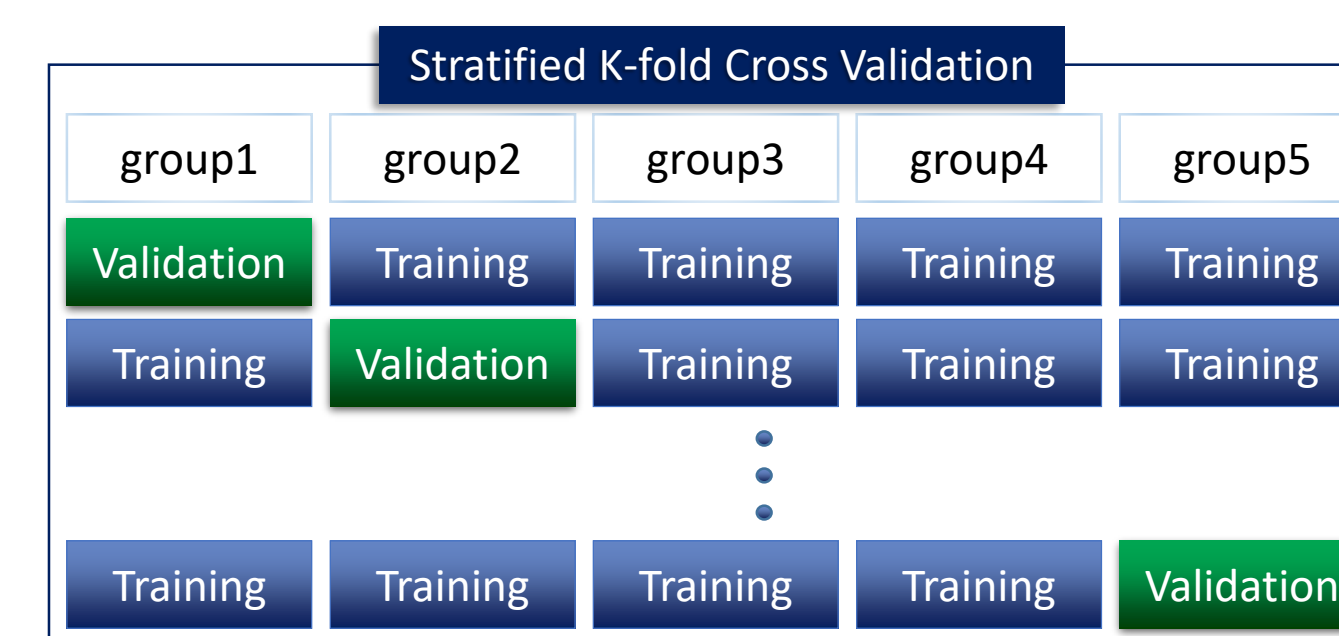 Stratified K-fold Cross Validation
group1 group2 group3 group4 group5
Validation Training Training Training Training
Training Validation Training Training Training
Training Training Training Training Validation